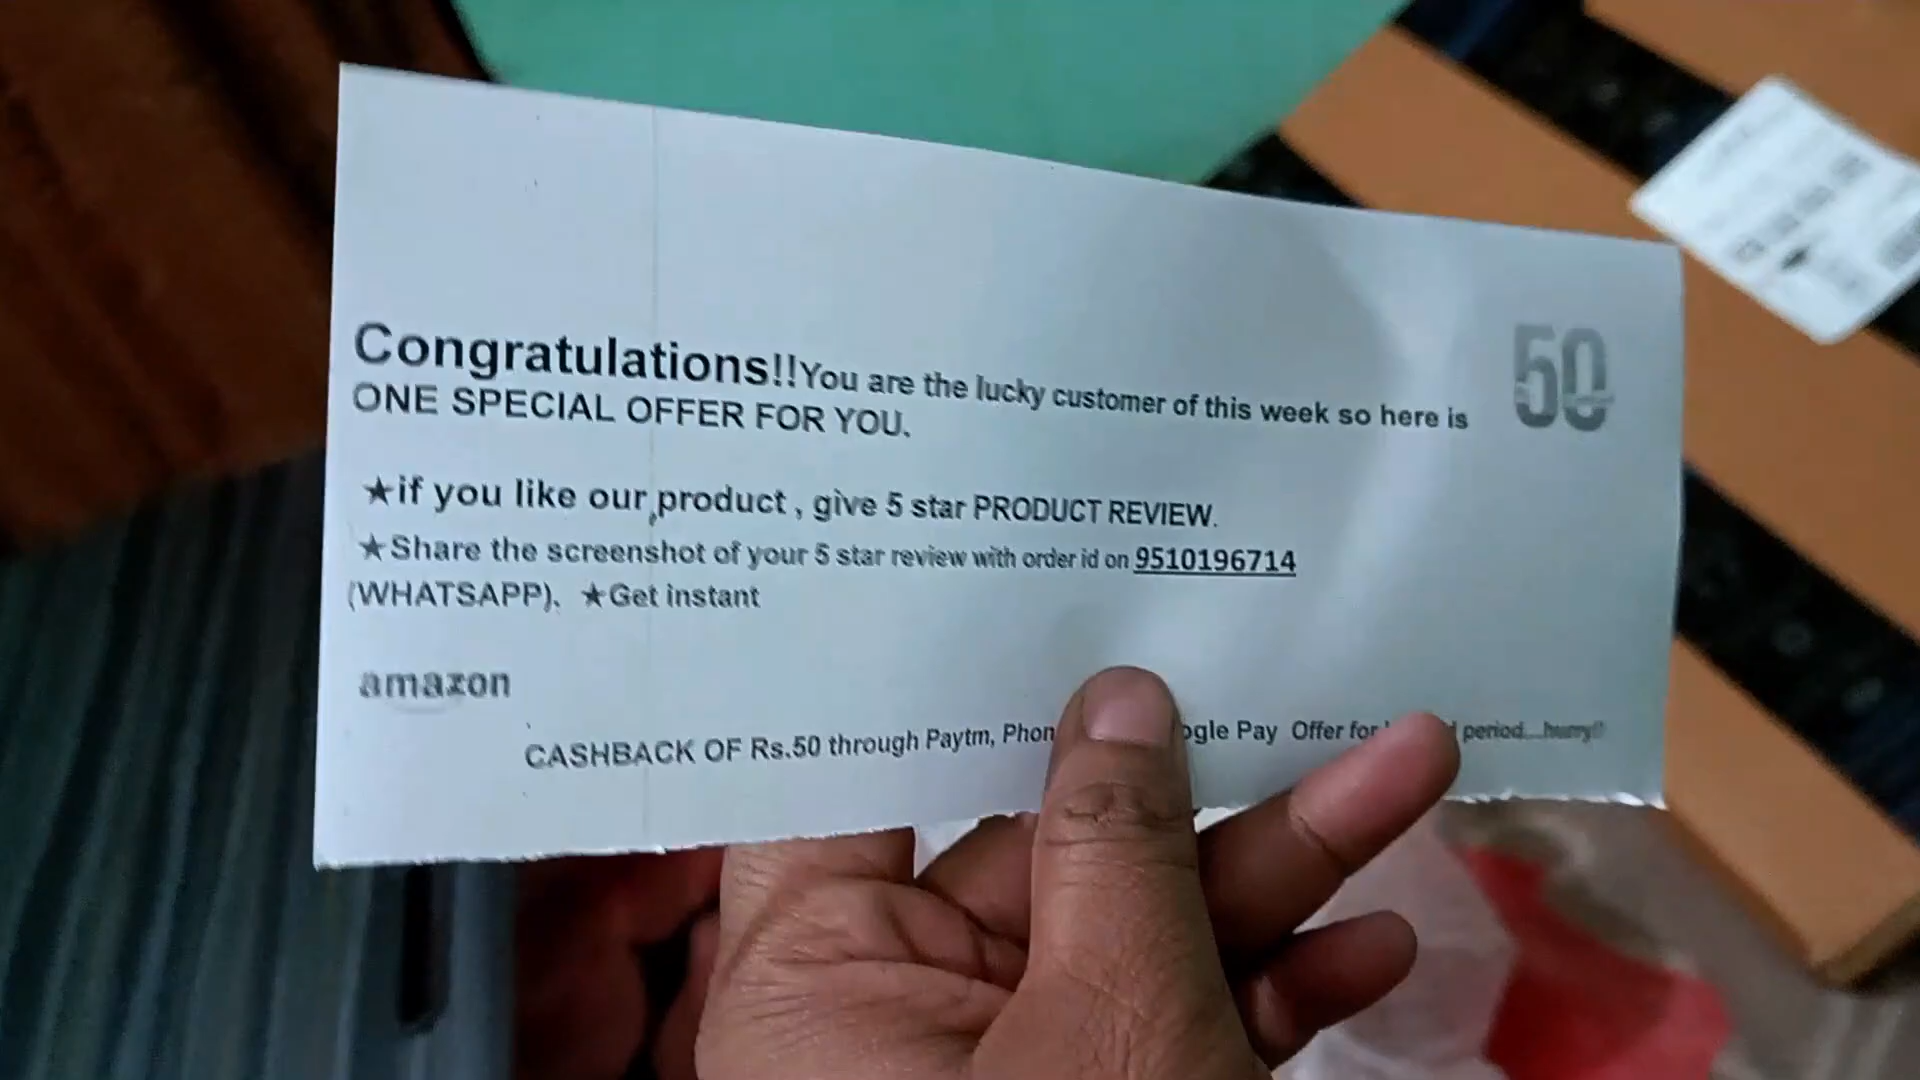 Congratulations!!You are the lucky customer of this week so here is
50
ONE SPECIAL OFFER FOR YOU.
★if you like our product , give 5 star PRODUCT REVIEW.
★Share the screenshot of your 5 star review with order id on 9510196714
(WHATSAPP). ★Get instant
amazon
CASHBACK OF Rs.50 through Paytm, Pay Offer for period...hurry!!